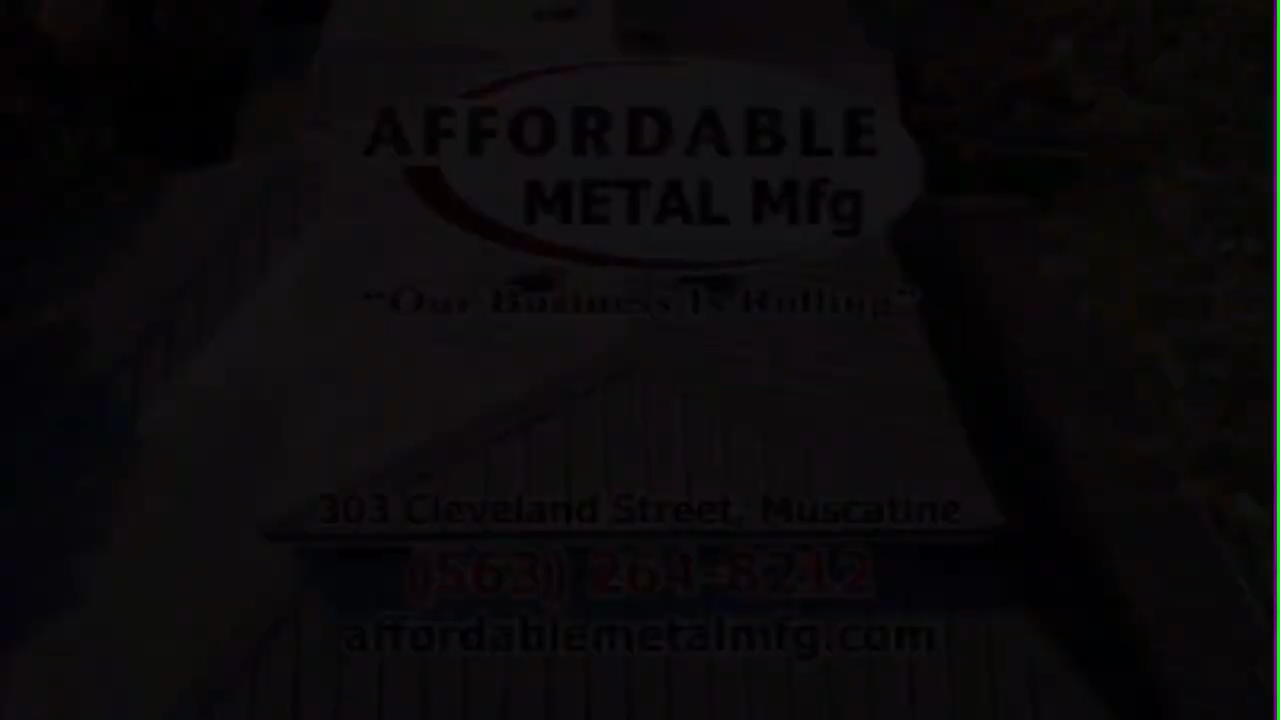 AFFORDABLE
METAL Mfg
"Our Business Is Rolling"
303 Cleveland Street, Muscatine
(563) 264-8212
affordablemetalmfg.com